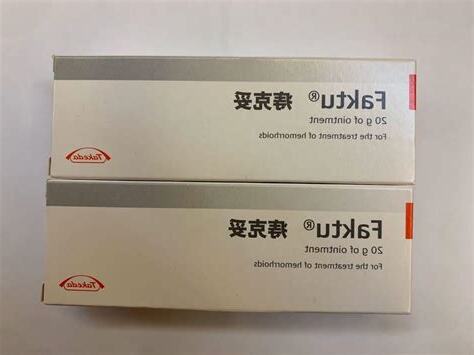 Faktu® 痔克妥
20 g of ointment
For the treatment of hemorrhoids
Takeda
Faktu® 痔克妥
20 g of ointment
For the treatment of hemorrhoids
Takeda